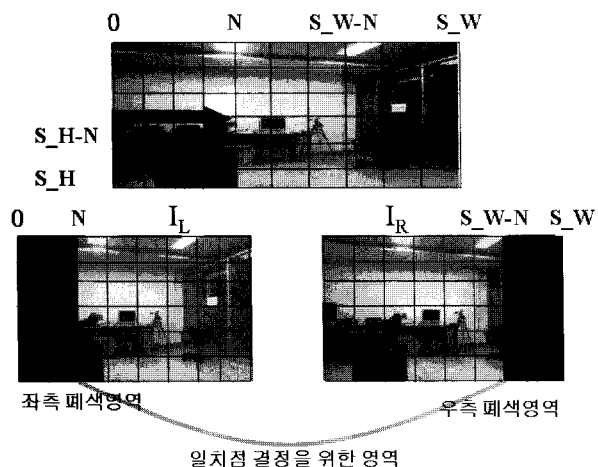 0 N S_W-N S_W
S_H-N
S_H
0 N I_L I_R S_W-N S_W
좌측 폐색영역 우측 폐색영역
일치점 결정을 위한 영역